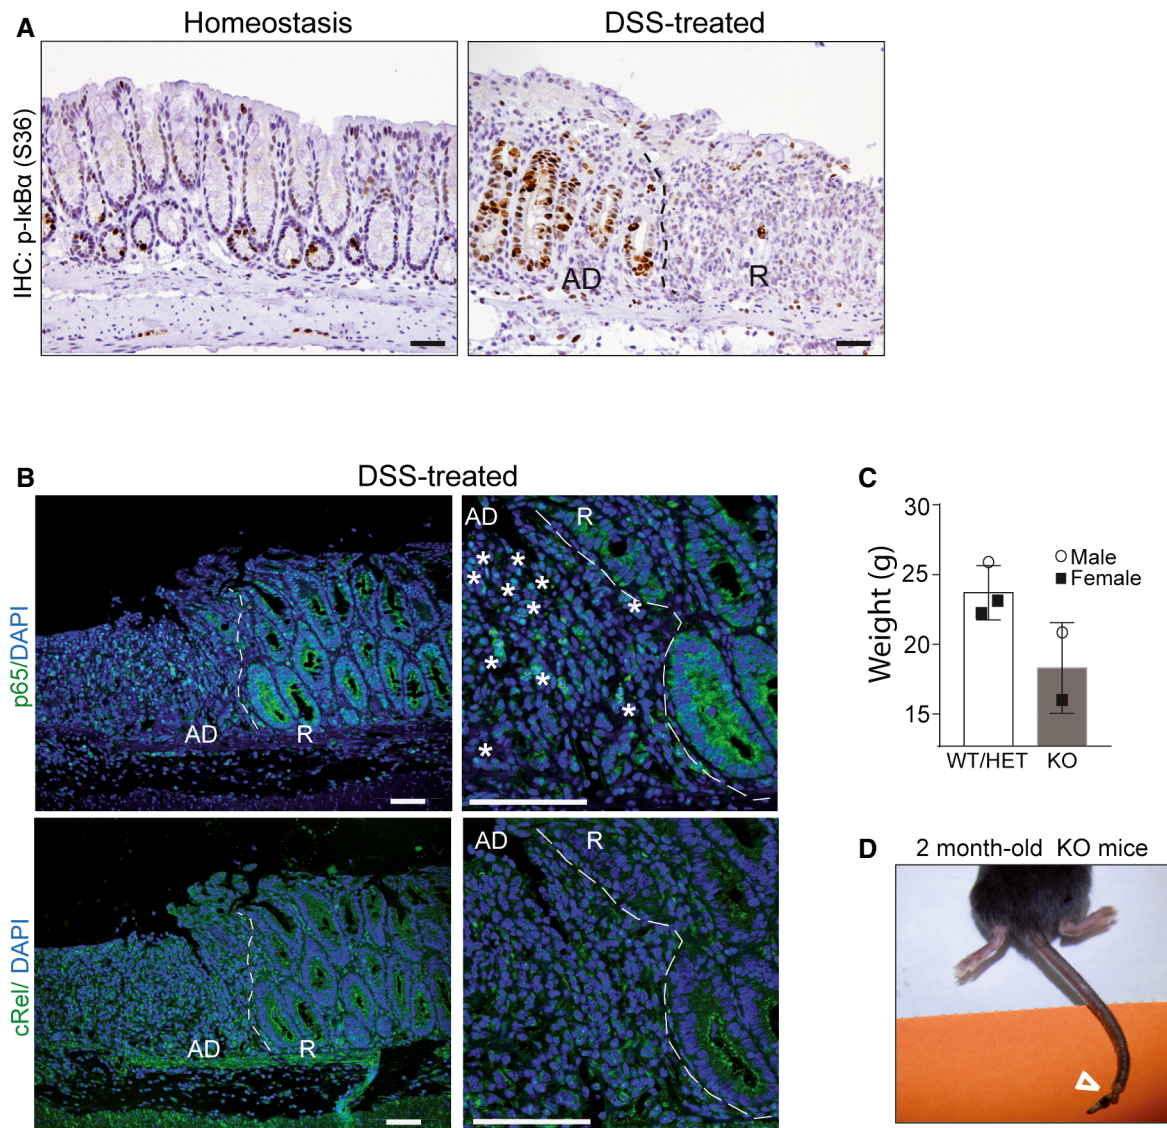 A
Homeostasis
DSS-treated
IHC: p-IκBα (S36)
AD
R
B
DSS-treated
p65/DAPI
AD
R
AD
R
* * * * * * * * * * *
cRel/ DAPI
AD
R
AD
R
C
Weight (g)
30
25
20
15
Male
Female
WT/HET
KO
D
2 month-old KO mice